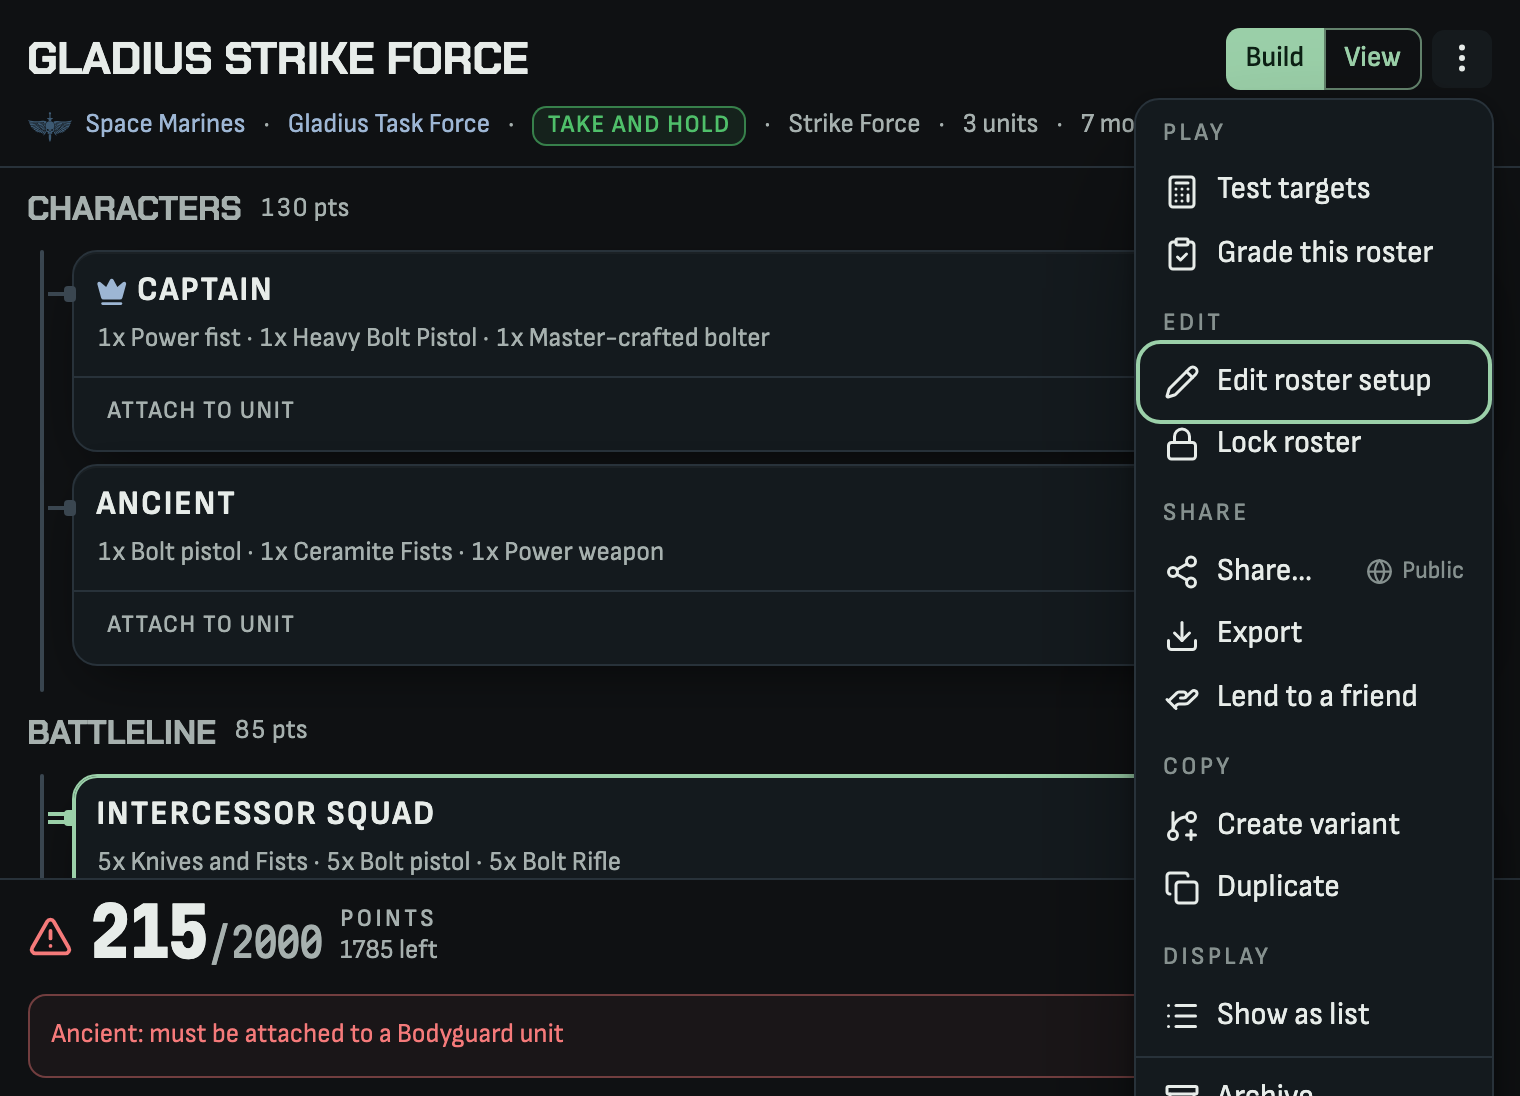 GLADIUS STRIKE FORCE
Build
View
Space Marines · Gladius Task Force · TAKE AND HOLD · Strike Force · 3 units · 7 mo
CHARACTERS 130 pts
CAPTAIN
1x Power fist · 1x Heavy Bolt Pistol · 1x Master-crafted bolter
ATTACH TO UNIT
ANCIENT
1x Bolt pistol · 1x Ceramite Fists · 1x Power weapon
ATTACH TO UNIT
BATTLELINE 85 pts
INTERCESSOR SQUAD
5x Knives and Fists · 5x Bolt pistol · 5x Bolt Rifle
215/2000
POINTS
1785 left
Ancient: must be attached to a Bodyguard unit
PLAY
Test targets
Grade this roster
EDIT
Edit roster setup
Lock roster
SHARE
Share... Public
Export
Lend to a friend
COPY
Create variant
Duplicate
DISPLAY
Show as list
Archive